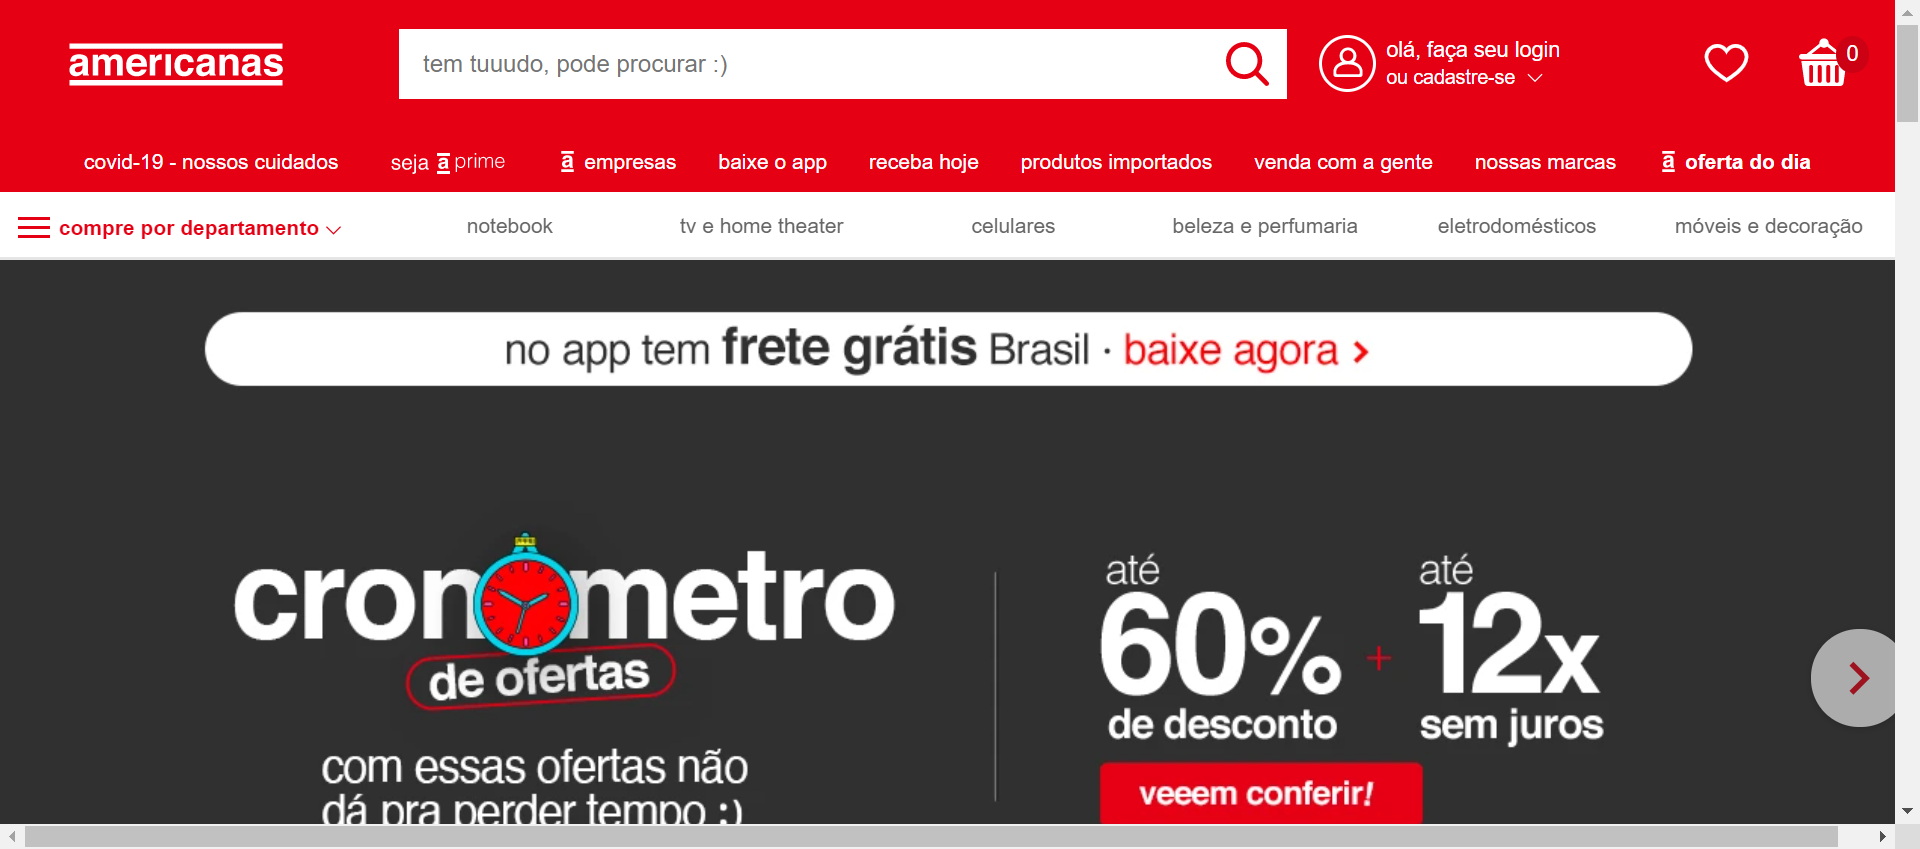 americanas
tem tuuudo, pode procurar :)
olá, faça seu login
ou cadastre-se
0
covid-19 - nossos cuidados
seja a prime
a empresas
baixe o app
receba hoje
produtos importados
venda com a gente
nossas marcas
a oferta do dia
compre por departamento
notebook
tv e home theater
celulares
beleza e perfumaria
eletrodomésticos
móveis e decoração
no app tem frete grátis Brasil · baixe agora >
cronômetro
de ofertas
com essas ofertas não
dá pra perder tempo :)
até
60%
de desconto
+
até
12x
sem juros
veeem conferir!